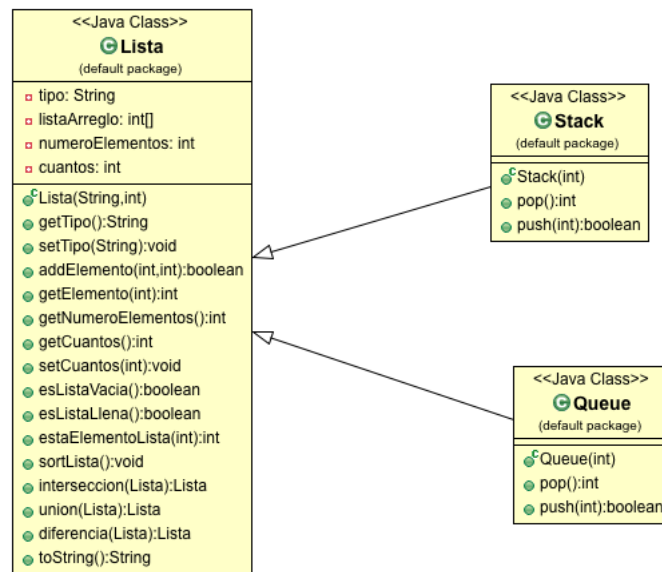 <<Java Class>>
Lista
(default package)
tipo: String
listaArreglo: int[]
numeroElementos: int
cuantos: int
Lista(String,int)
getTipo():String
setTipo(String):void
addElemento(int,int):boolean
getElemento(int):int
getNumeroElementos():int
getCuantos():int
setCuantos(int):void
esListaVacia():boolean
esListaLlena():boolean
estaElementoLista(int):int
sortLista():void
interseccion(Lista):Lista
union(Lista):Lista
diferencia(Lista):Lista
toString():String
<<Java Class>>
Stack
(default package)
Stack(int)
pop():int
push(int):boolean
<<Java Class>>
Queue
(default package)
Queue(int)
pop():int
push(int):boolean